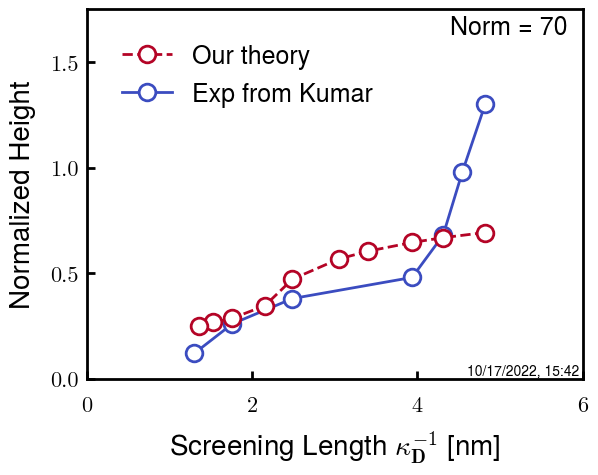 Norm = 70
Our theory
Exp from Kumar
Normalized Height
1.5
1.0
0.5
0.0
10/17/2022, 15:42
0 2 4 6
Screening Length κ_D^{-1} [nm]